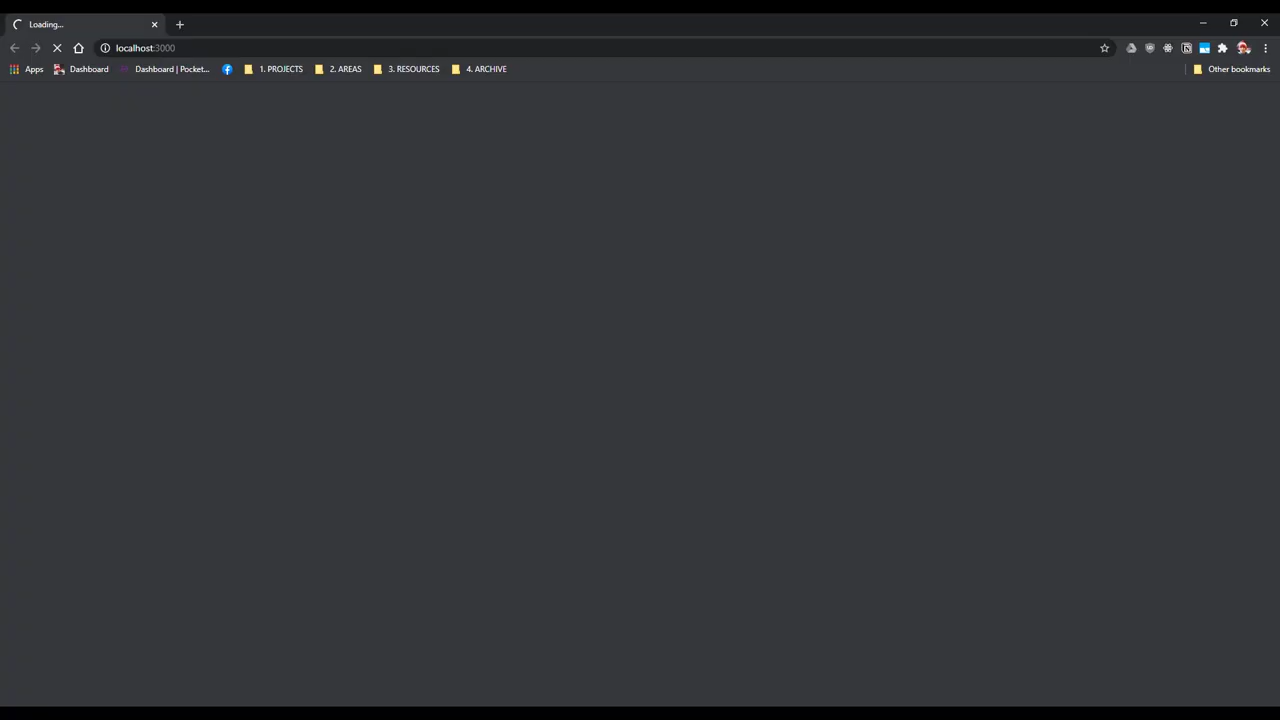 Loading...
localhost:3000
Apps Dashboard Dashboard | Pocket... 1. PROJECTS 2. AREAS 3. RESOURCES 4. ARCHIVE Other bookmarks